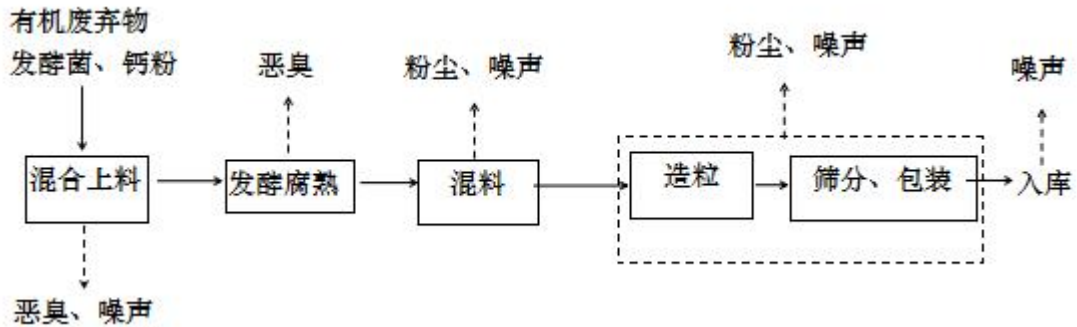 有机废弃物
发酵菌、钙粉
恶臭
粉尘、噪声
粉尘、噪声
噪声
混合上料
发酵腐熟
混料
造粒
筛分、包装
入库
恶臭、噪声